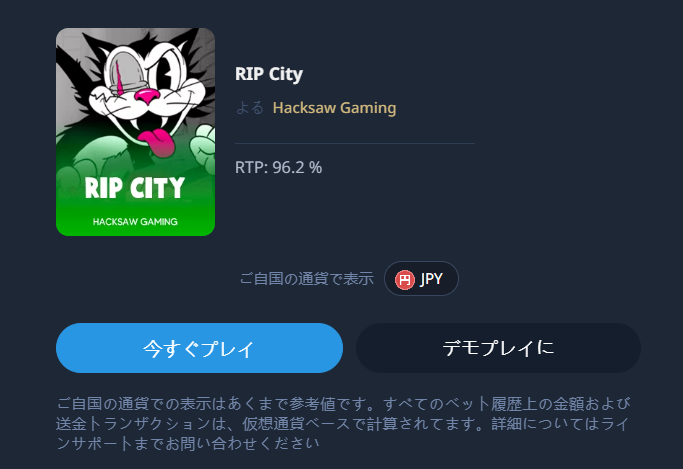 RIP City
よる Hacksaw Gaming
RTP: 96.2 %
RIP CITY
HACKSAW GAMING
ご自国の通貨で表示 円 JPY
今すぐプレイ デモプレイに
ご自国の通貨での表示はあくまで参考値です。すべてのベット履歴上の金額および
送金トランザクションは、仮想通貨ベースで計算されてます。詳細についてはライ
ンサポートまでお問い合わせください